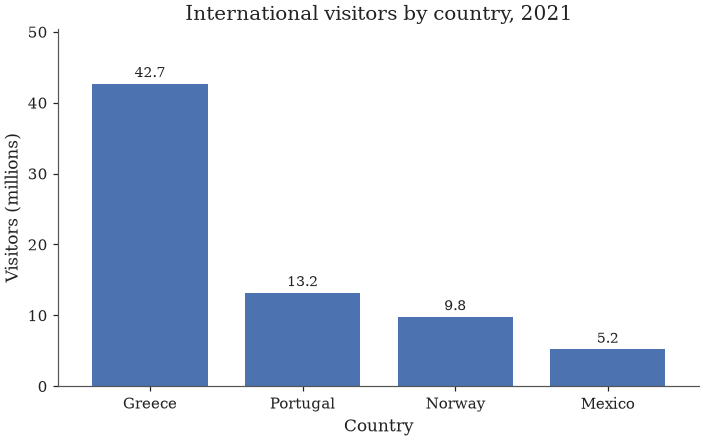 International visitors by country, 2021
Visitors (millions)
50
40
30
20
10
0
42.7
13.2
9.8
5.2
Greece
Portugal
Norway
Mexico
Country